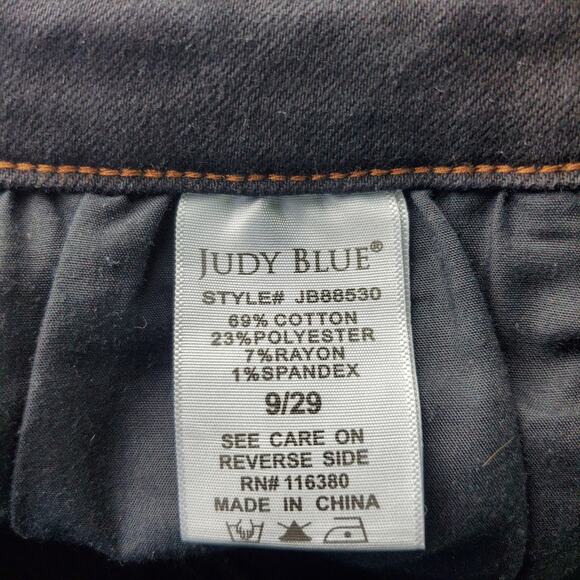 JUDY BLUE®
STYLE# JB88530
69% COTTON
23%POLYESTER
7%RAYON
1%SPANDEX
9/29
SEE CARE ON
REVERSE SIDE
RN# 116380
MADE IN CHINA